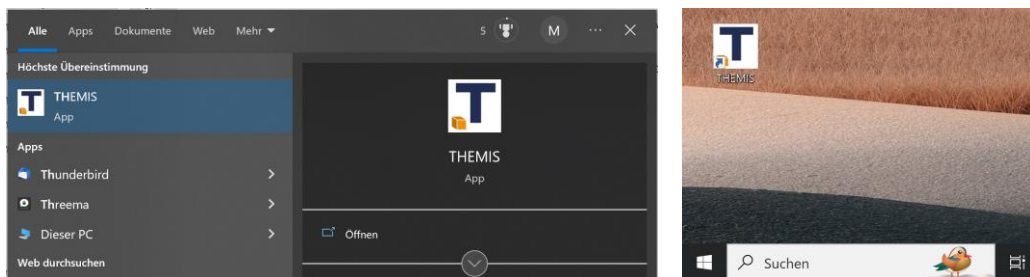 Alle Apps Dokumente Web Mehr 5 M
Höchste Übereinstimmung
THEMIS
App
Apps
Thunderbird
Threema
Dieser PC
Web durchsuchen
T
THEMIS
App
Öffnen
T
THEMIS
Suchen